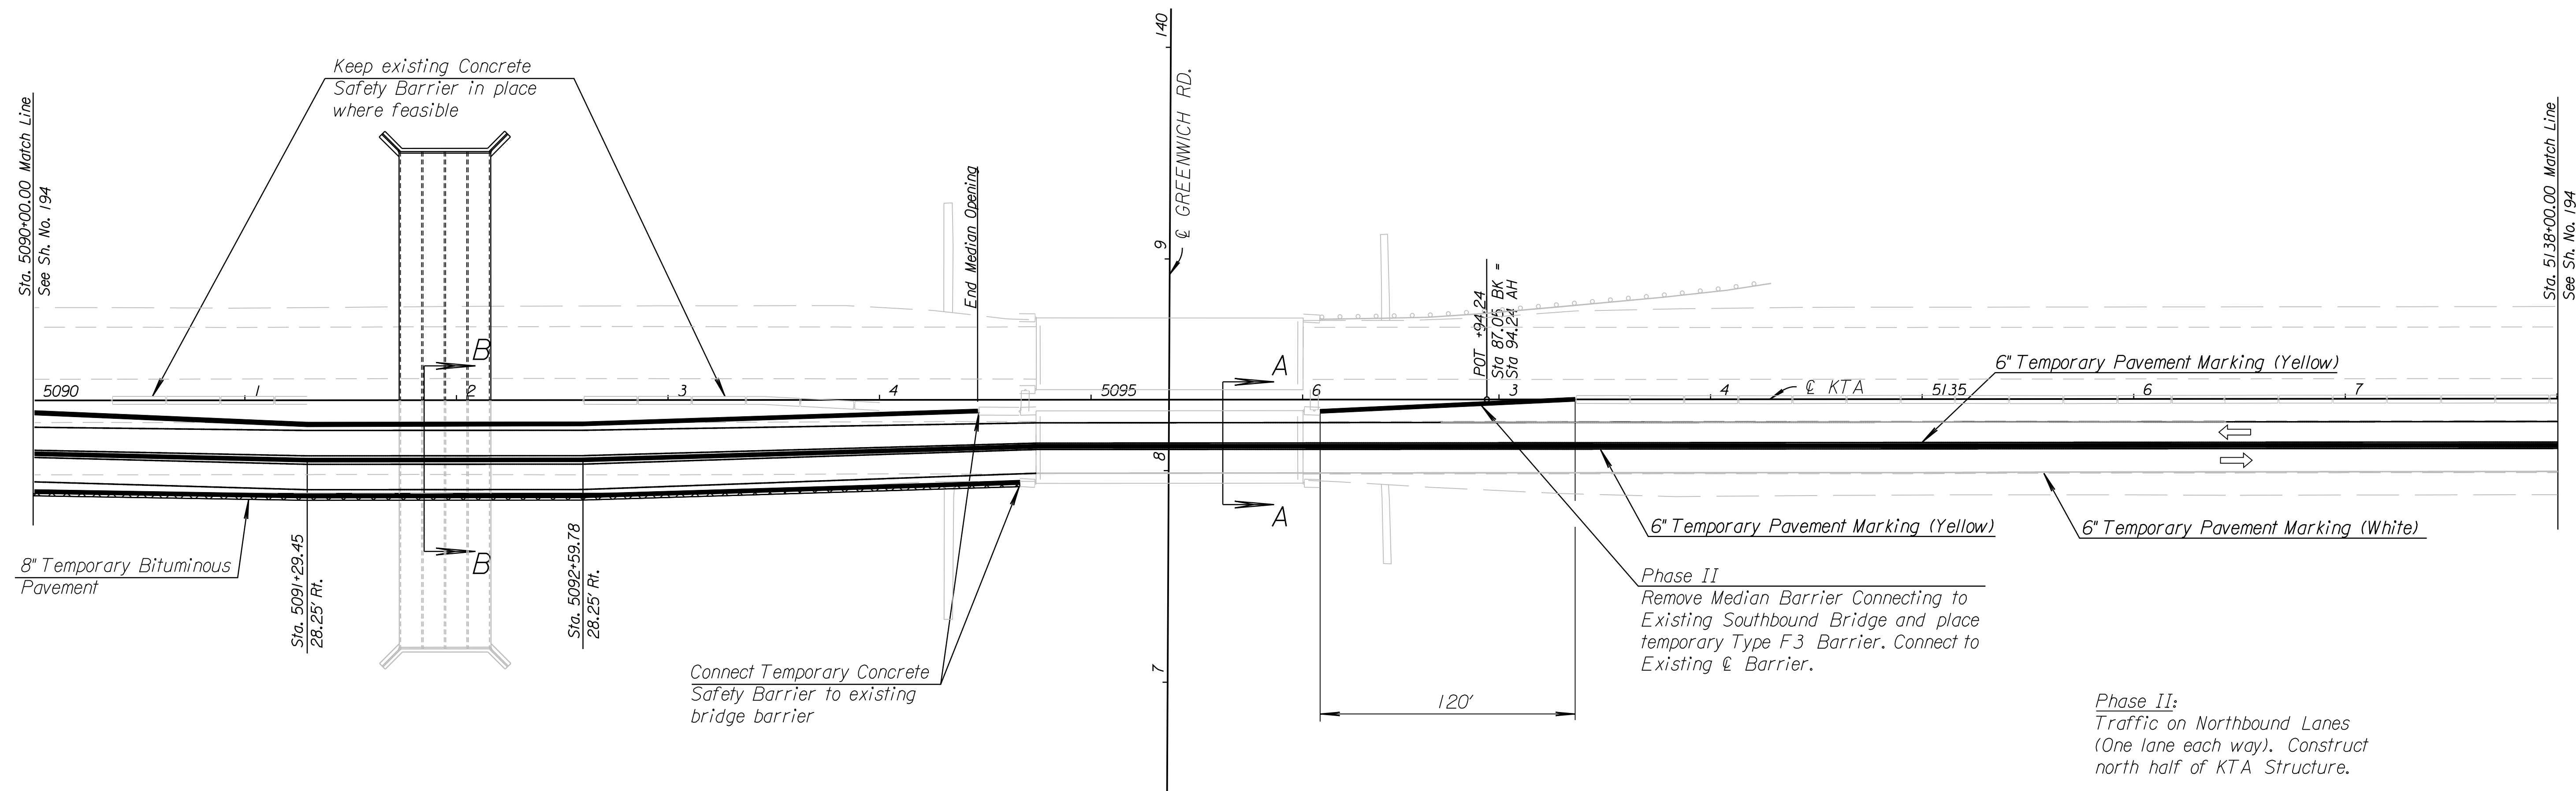 Sta. 5090+00.00 Match Line
See Sh. No. 194
Keep existing Concrete
Safety Barrier in place
where feasible
End Median Opening
140
℄ GREENWICH RD.
9
8
7
POT +94.24
Sta 87.05 BK =
Sta 94.24 AH
Sta. 5138+00.00 Match Line
See Sh. No. 194
B
A
6" Temporary Pavement Marking (Yellow)
5090
1
2
3
4
5095
6
3
4
℄ KTA
5135
6
7
A
B
6" Temporary Pavement Marking (Yellow)
6" Temporary Pavement Marking (White)
8" Temporary Bituminous
Pavement
Sta. 5091+29.45
28.25' Rt.
Sta. 5092+59.78
28.25' Rt.
Phase II
Remove Median Barrier Connecting to
Existing Southbound Bridge and place
temporary Type F3 Barrier. Connect to
Existing ℄ Barrier.
Connect Temporary Concrete
Safety Barrier to existing
bridge barrier
120'
Phase II:
Traffic on Northbound Lanes
(One lane each way). Construct
north half of KTA Structure.